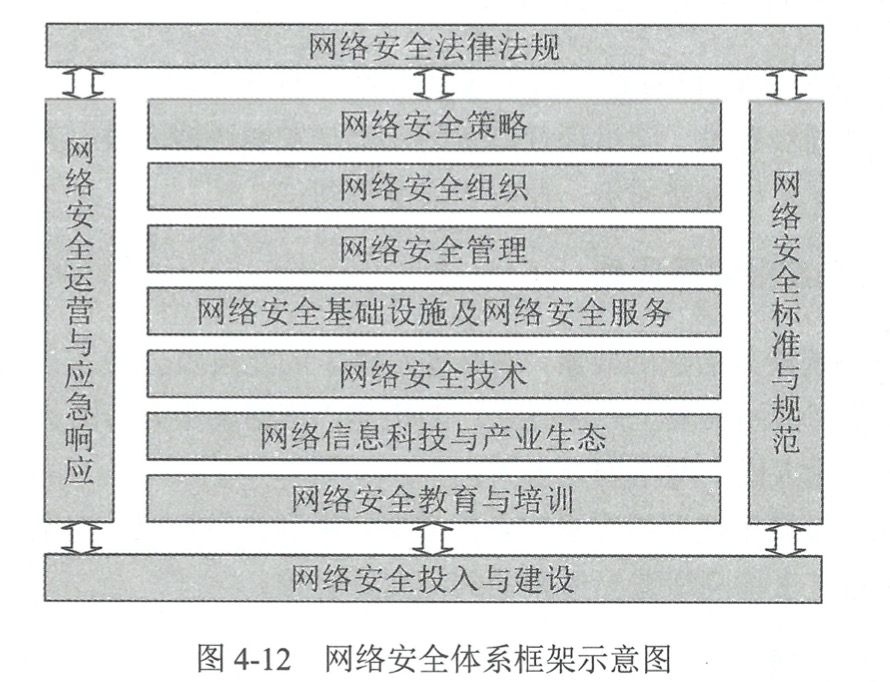 网络安全法律法规
网络安全运营与应急响应
网络安全策略
网络安全组织
网络安全管理
网络安全基础设施及网络安全服务
网络安全技术
网络信息科技与产业生态
网络安全教育与培训
网络安全标准与规范
网络安全投入与建设
图 4-12 网络安全体系框架示意图